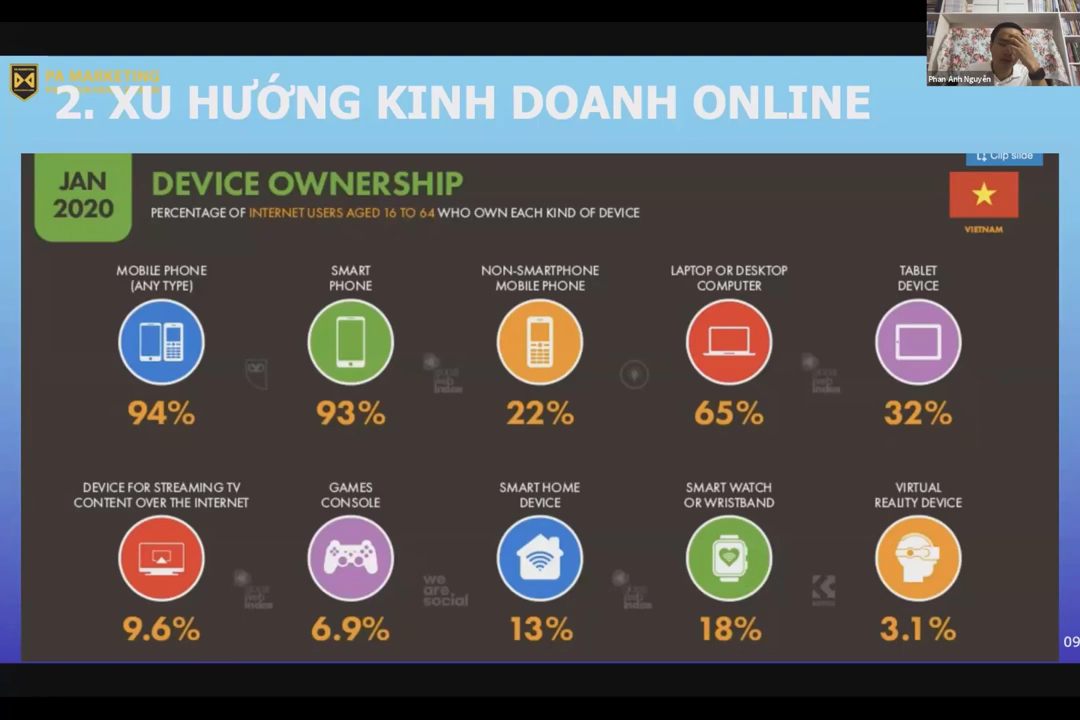 Phan Anh Nguyễn
PA MARKETING
2. XU HƯỚNG KINH DOANH ONLINE
Clip slide
JAN
2020
DEVICE OWNERSHIP
PERCENTAGE OF INTERNET USERS AGED 16 TO 64 WHO OWN EACH KIND OF DEVICE
VIETNAM
MOBILE PHONE
(ANY TYPE)
94%
SMART
PHONE
93%
NON-SMARTPHONE
MOBILE PHONE
22%
LAPTOP OR DESKTOP
COMPUTER
65%
TABLET
DEVICE
32%
DEVICE FOR STREAMING TV
CONTENT OVER THE INTERNET
9.6%
GAMES
CONSOLE
6.9%
SMART HOME
DEVICE
13%
SMART WATCH
OR WRISTBAND
18%
VIRTUAL
REALITY DEVICE
3.1%
we
are
social
09